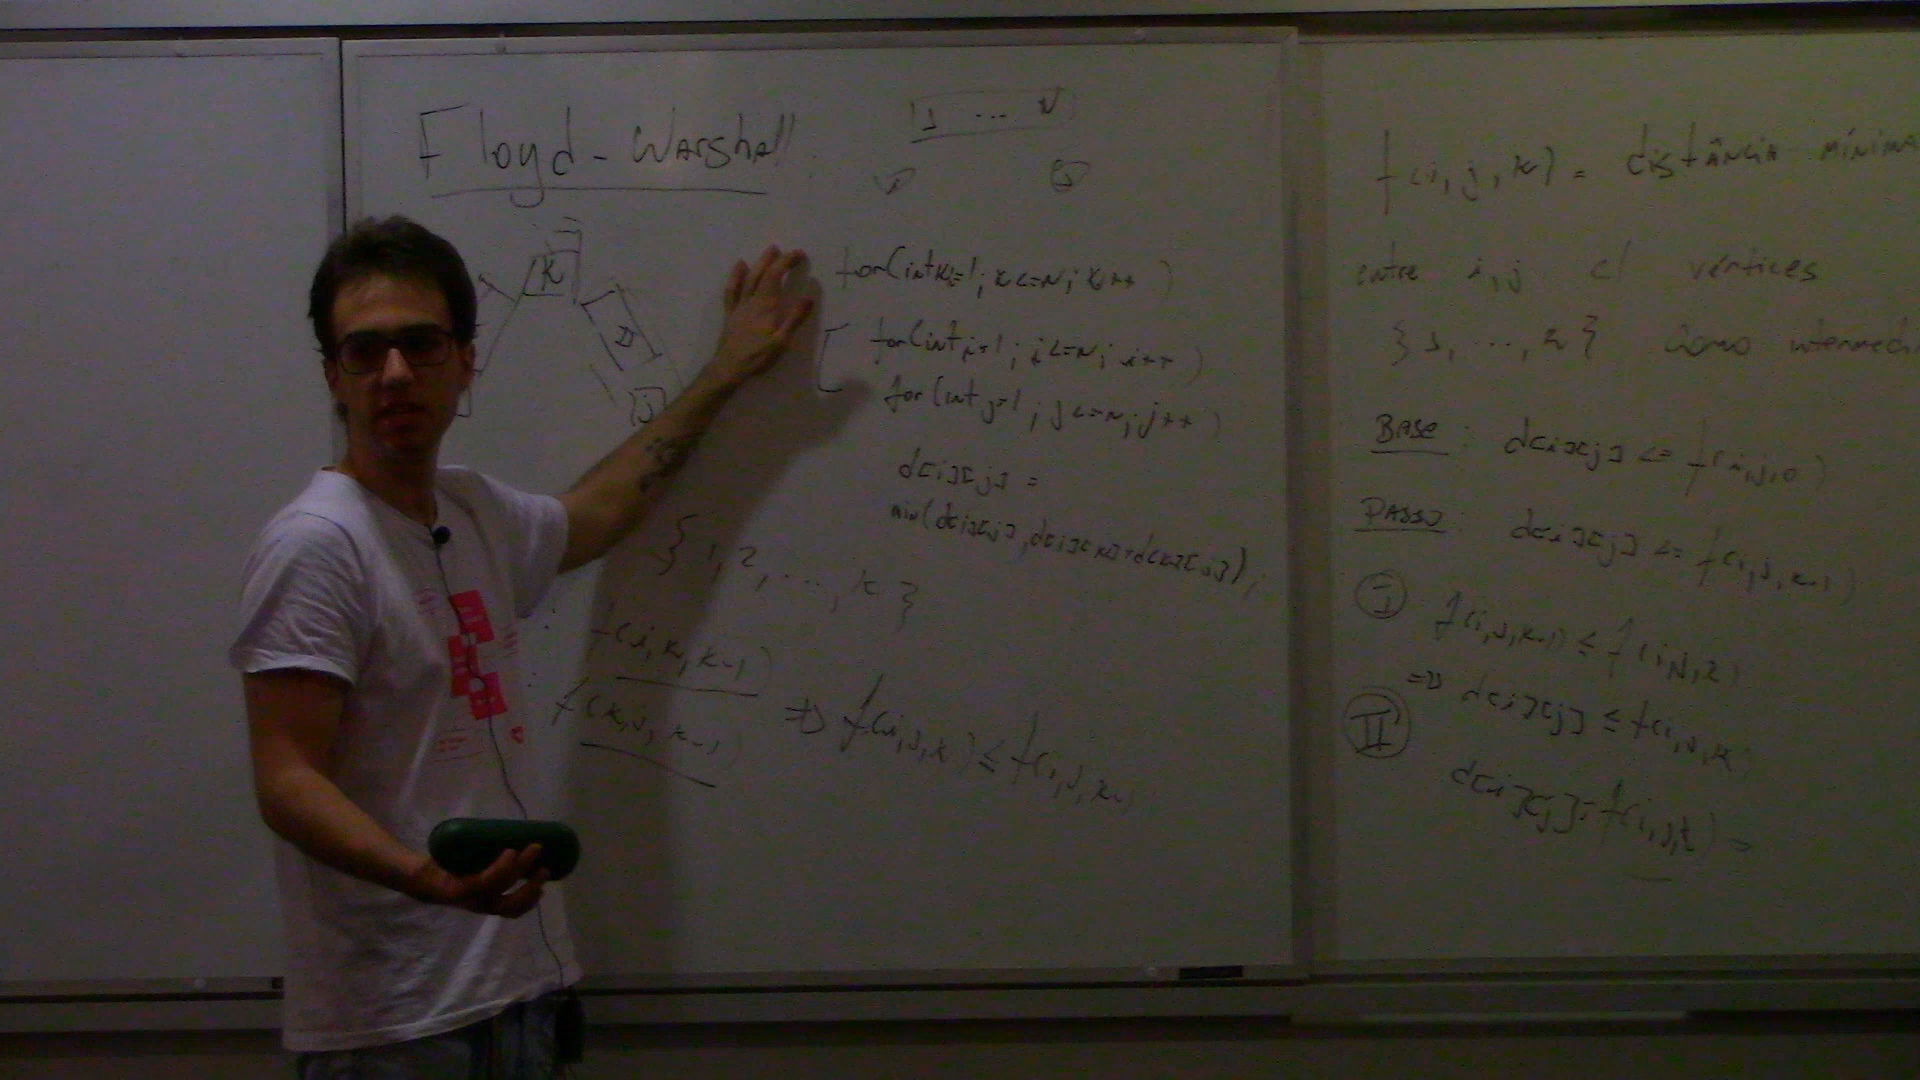 Floyd-Warshall
1 ... N
K
j
for(int k=1; k<=N; k++)
for(int i=1; i<=N; i++)
for(int j=1; j<=N; j++)
d[i][j] =
min(d[i][j], d[i][k]+d[k][j]);
{1, 2, ..., k}
f(i, k, k-1)
f(k, j, k-1) => f(i, j, k) ≤ f(i, j, k-1)
f(i, j, k) = distância mínima
entre i, j c/ vértices
{1, ..., k} como
Base: d[i][j] <= f(i, j, 0)
Passo: d[i][j] <= f(i, j, k-1)
I f(i, j, k-1) ≤ f(i, j, k)
=> d[i][j] ≤ f(i, j, k)
II
d[i][j] = f(i, j, k) =